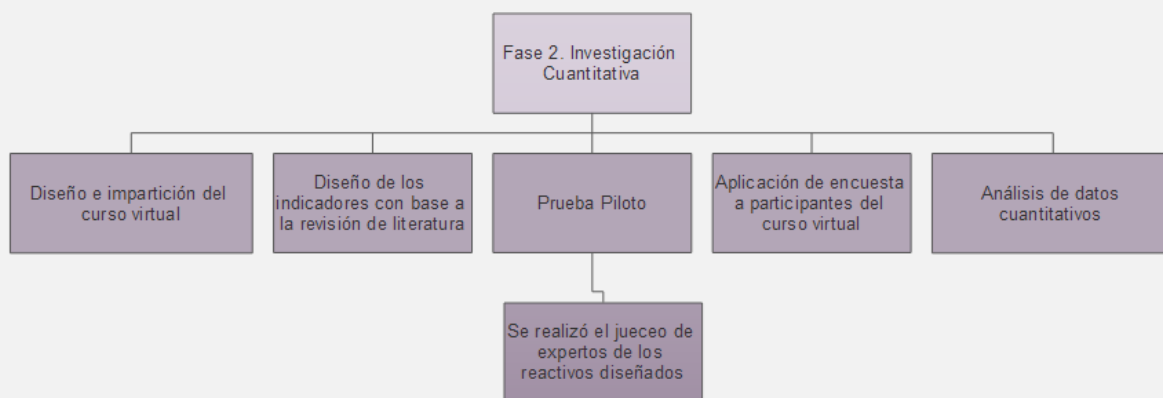 Fase 2. Investigación
Cuantitativa
Diseño e impartición del
curso virtual
Diseño de los
indicadores con base a
la revisión de literatura
Prueba Piloto
Aplicación de encuesta
a participantes del
curso virtual
Análisis de datos
cuantitativos
Se realizó el jueceo de
expertos de los
reactivos diseñados